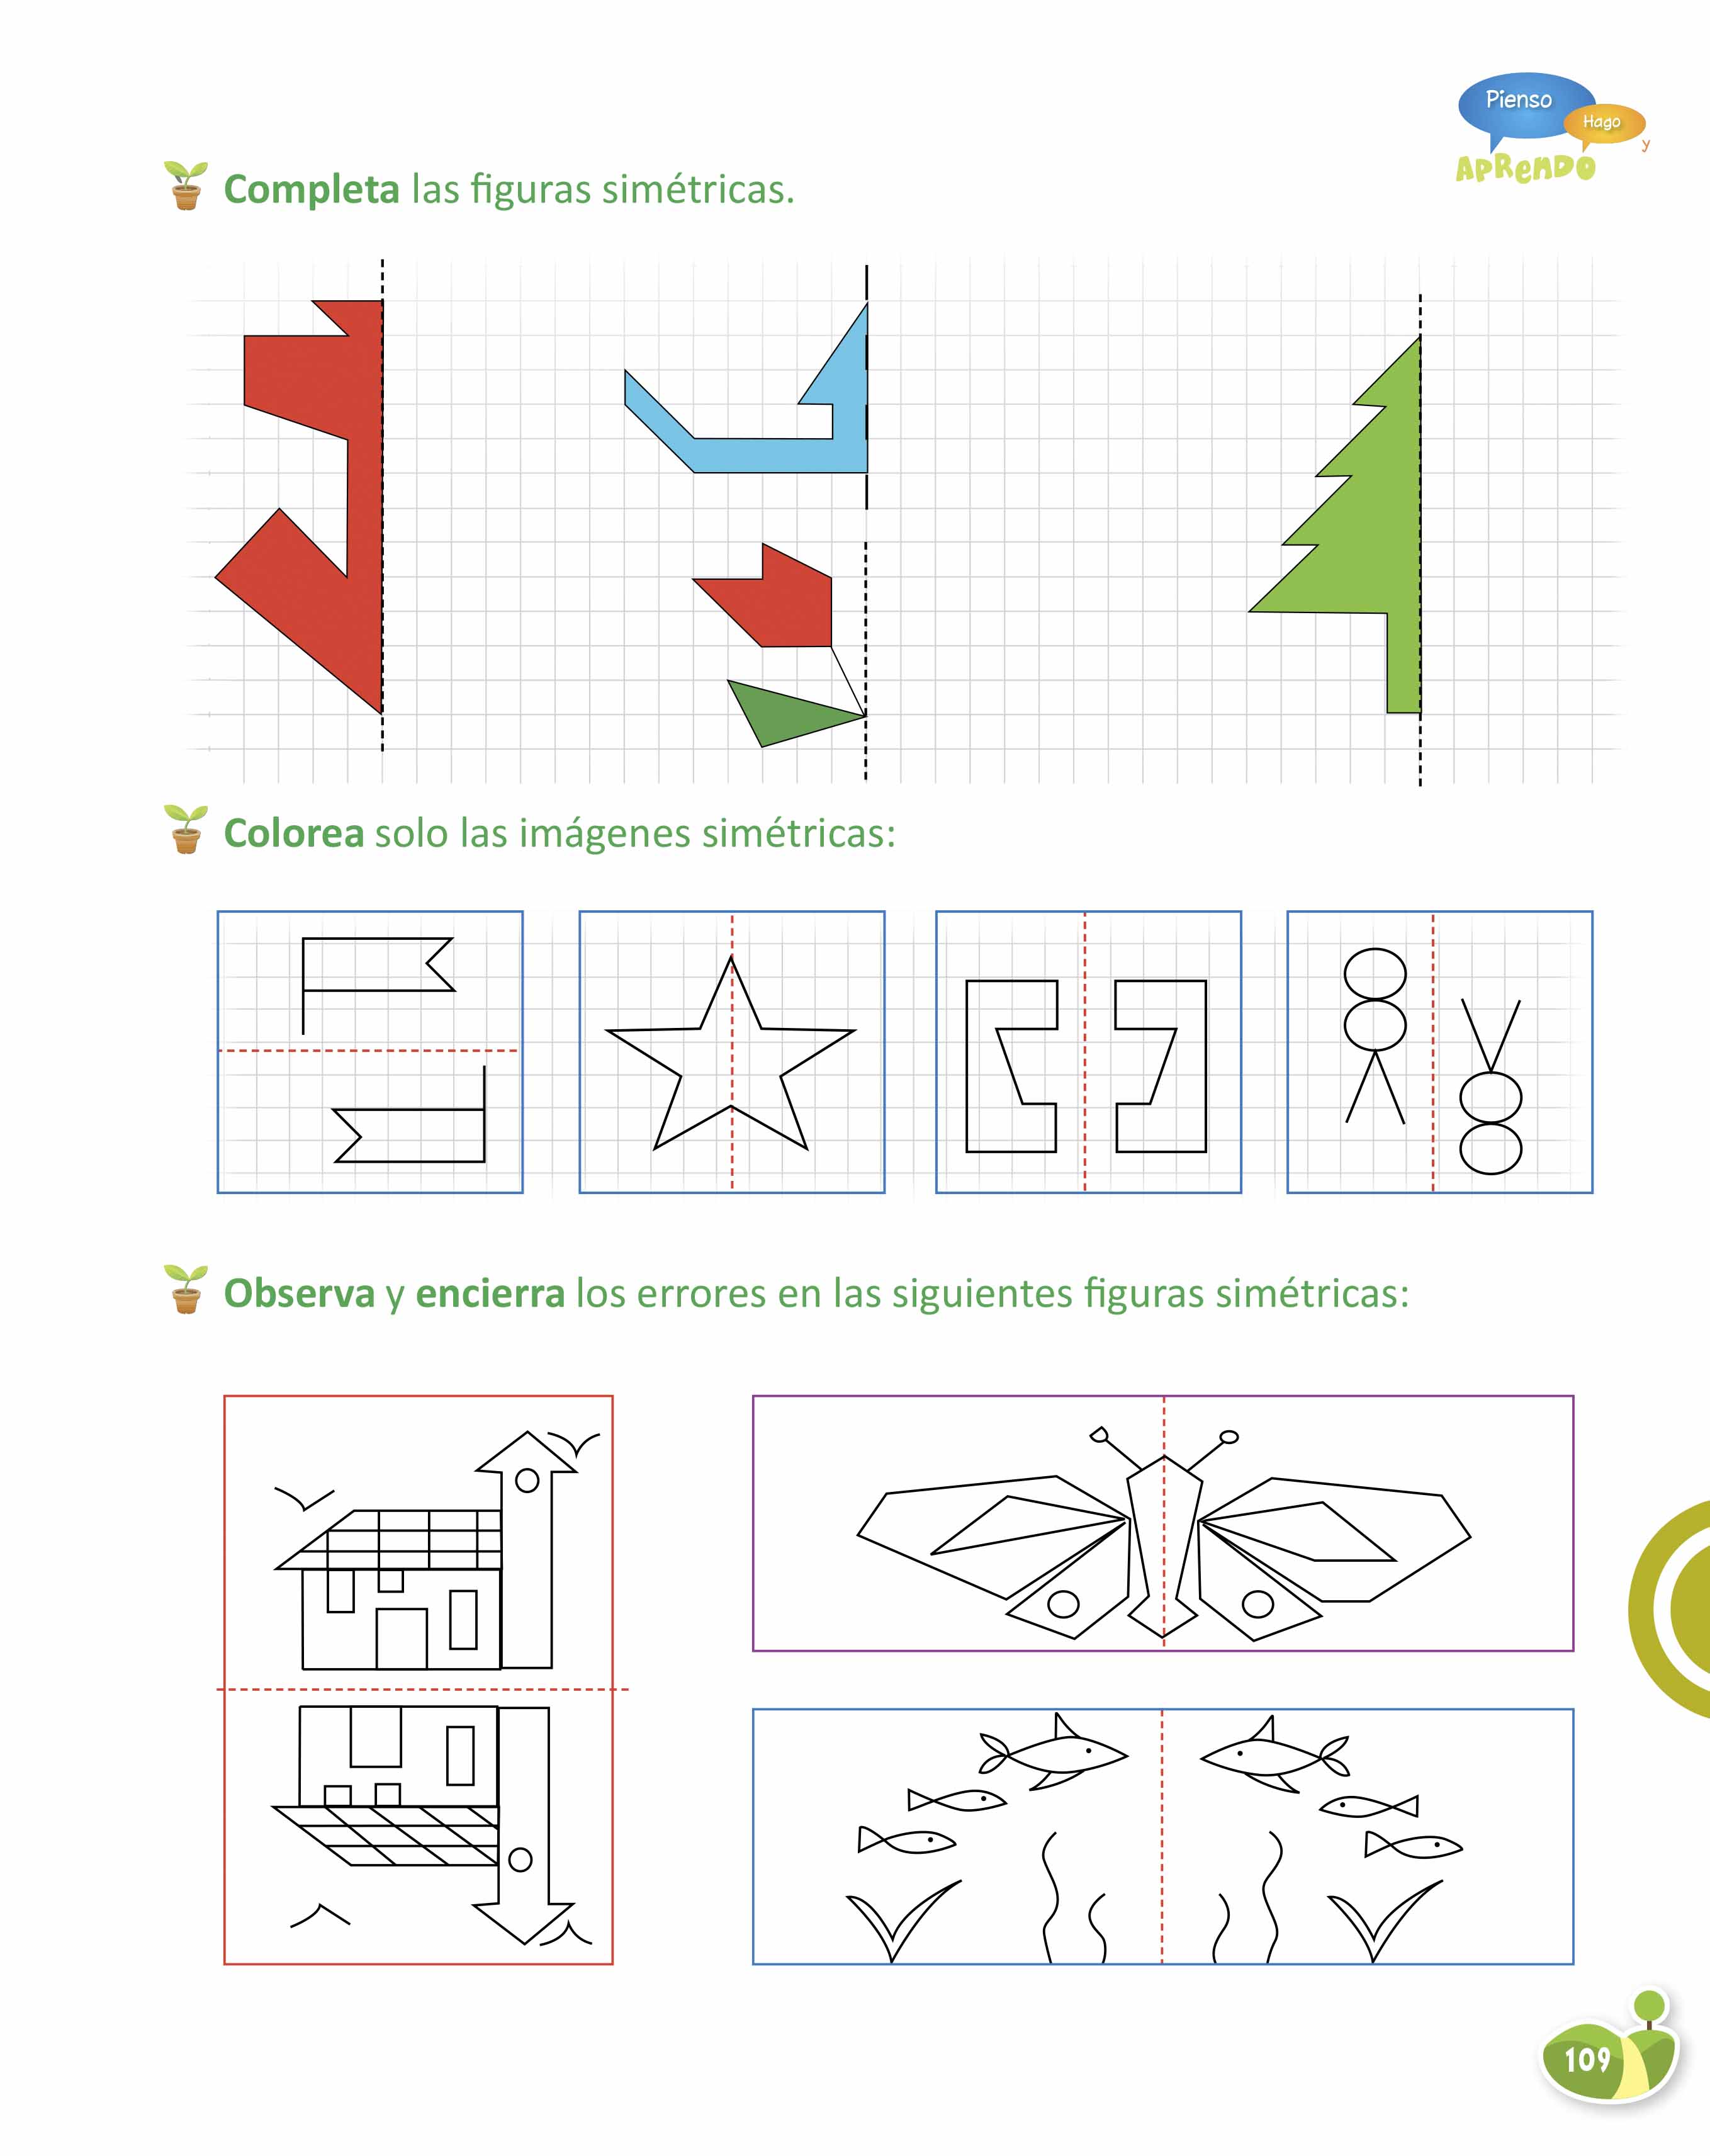 Pienso
Hago
y
APRENDO
Completa las figuras simétricas.
Colorea solo las imágenes simétricas:
Observa y encierra los errores en las siguientes figuras simétricas:
109